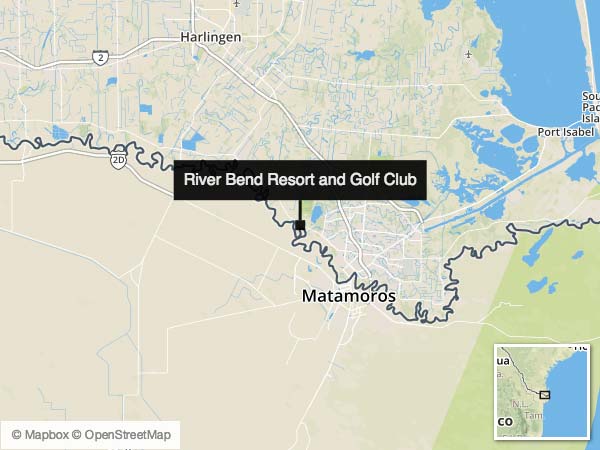 Harlingen
2
Sou
Pac
Isla
Port Isabel
2D
River Bend Resort and Golf Club
Matamoros
ua
N.L.
Tam
co
© Mapbox © OpenStreetMap